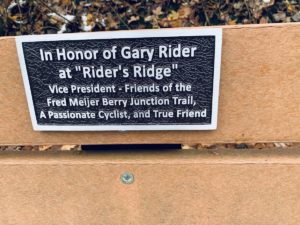 In Honor of Gary Rider
at "Rider's Ridge"
Vice President - Friends of the
Fred Meijer Berry Junction Trail,
A Passionate Cyclist, and True Friend